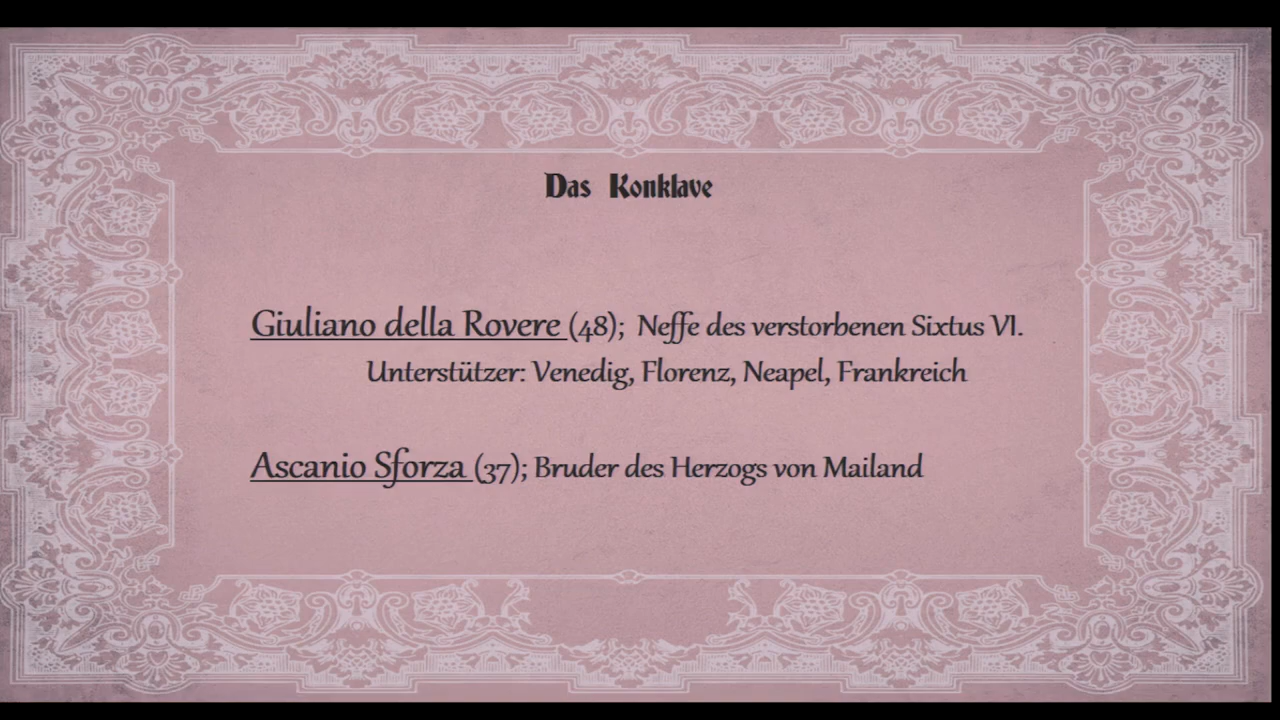 Das Konklave
Giuliano della Rovere (48); Neffe des verstorbenen Sixtus VI.
Unterstützer: Venedig, Florenz, Neapel, Frankreich
Ascanio Sforza (37); Bruder des Herzogs von Mailand